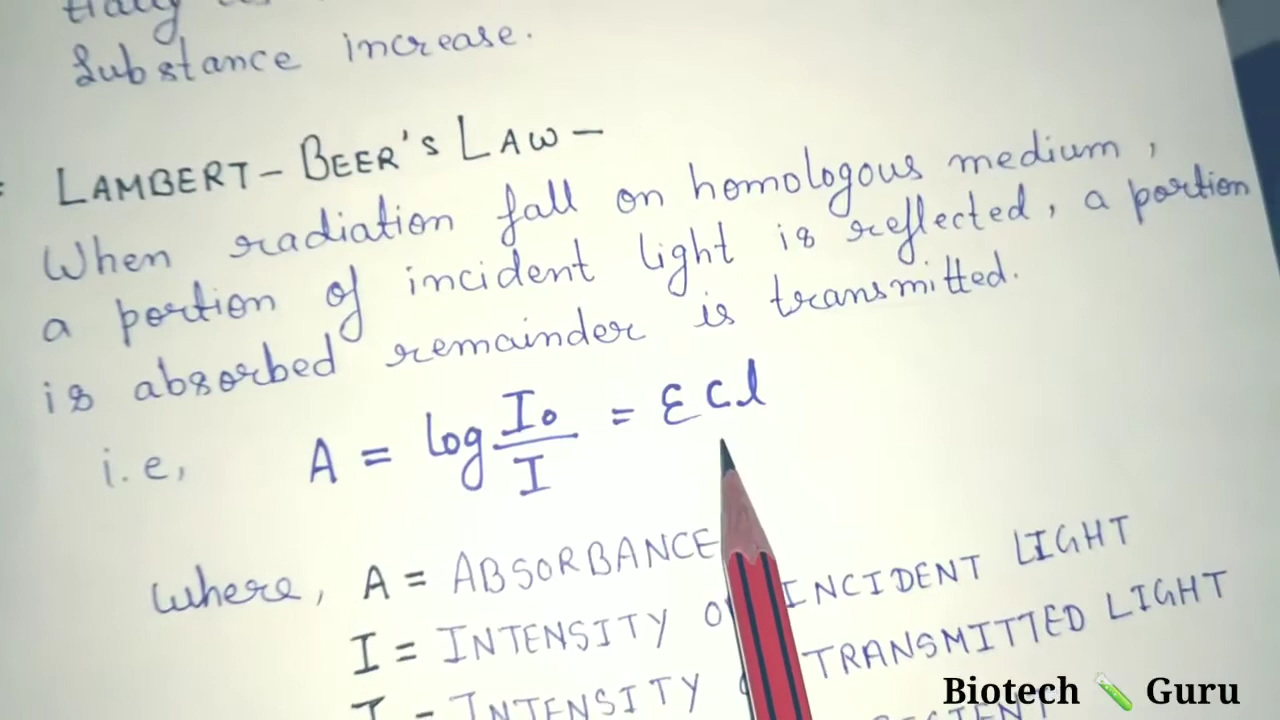 Substance increase.
LAMBERT - BEER'S LAW -
When radiation fall on homologous medium,
a portion of incident light is reflected, a portion
is absorbed remainder is transmitted.
i.e, A = log I₀/I = εcl
where, A = ABSORBANCE
I = INTENSITY INCIDENT LIGHT
INTENSITY TRANSMITTED LIGHT
Biotech Guru